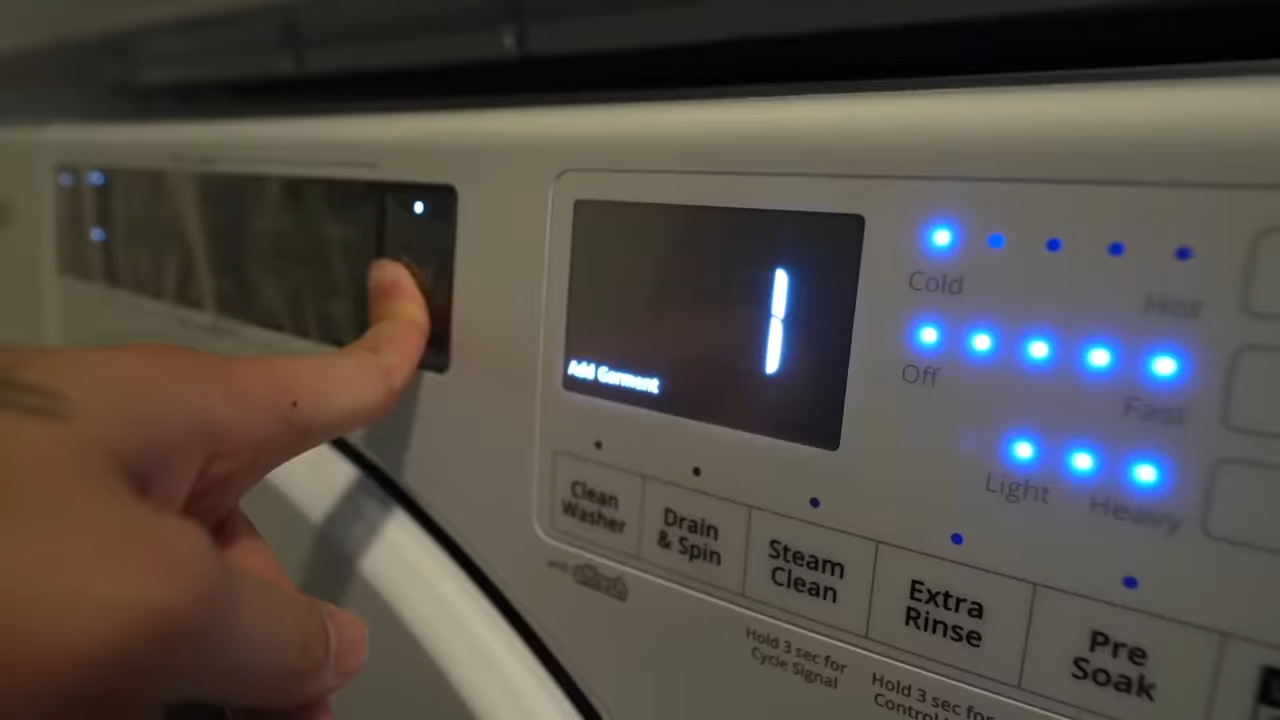 1
Add Garment
Cold
Hot
Off
Fast
Light
Heavy
Clean
Washer
Drain
& Spin
Steam
Clean
Extra
Rinse
Pre
Soak
Hold 3 sec for
Cycle Signal
Hold 3 sec for